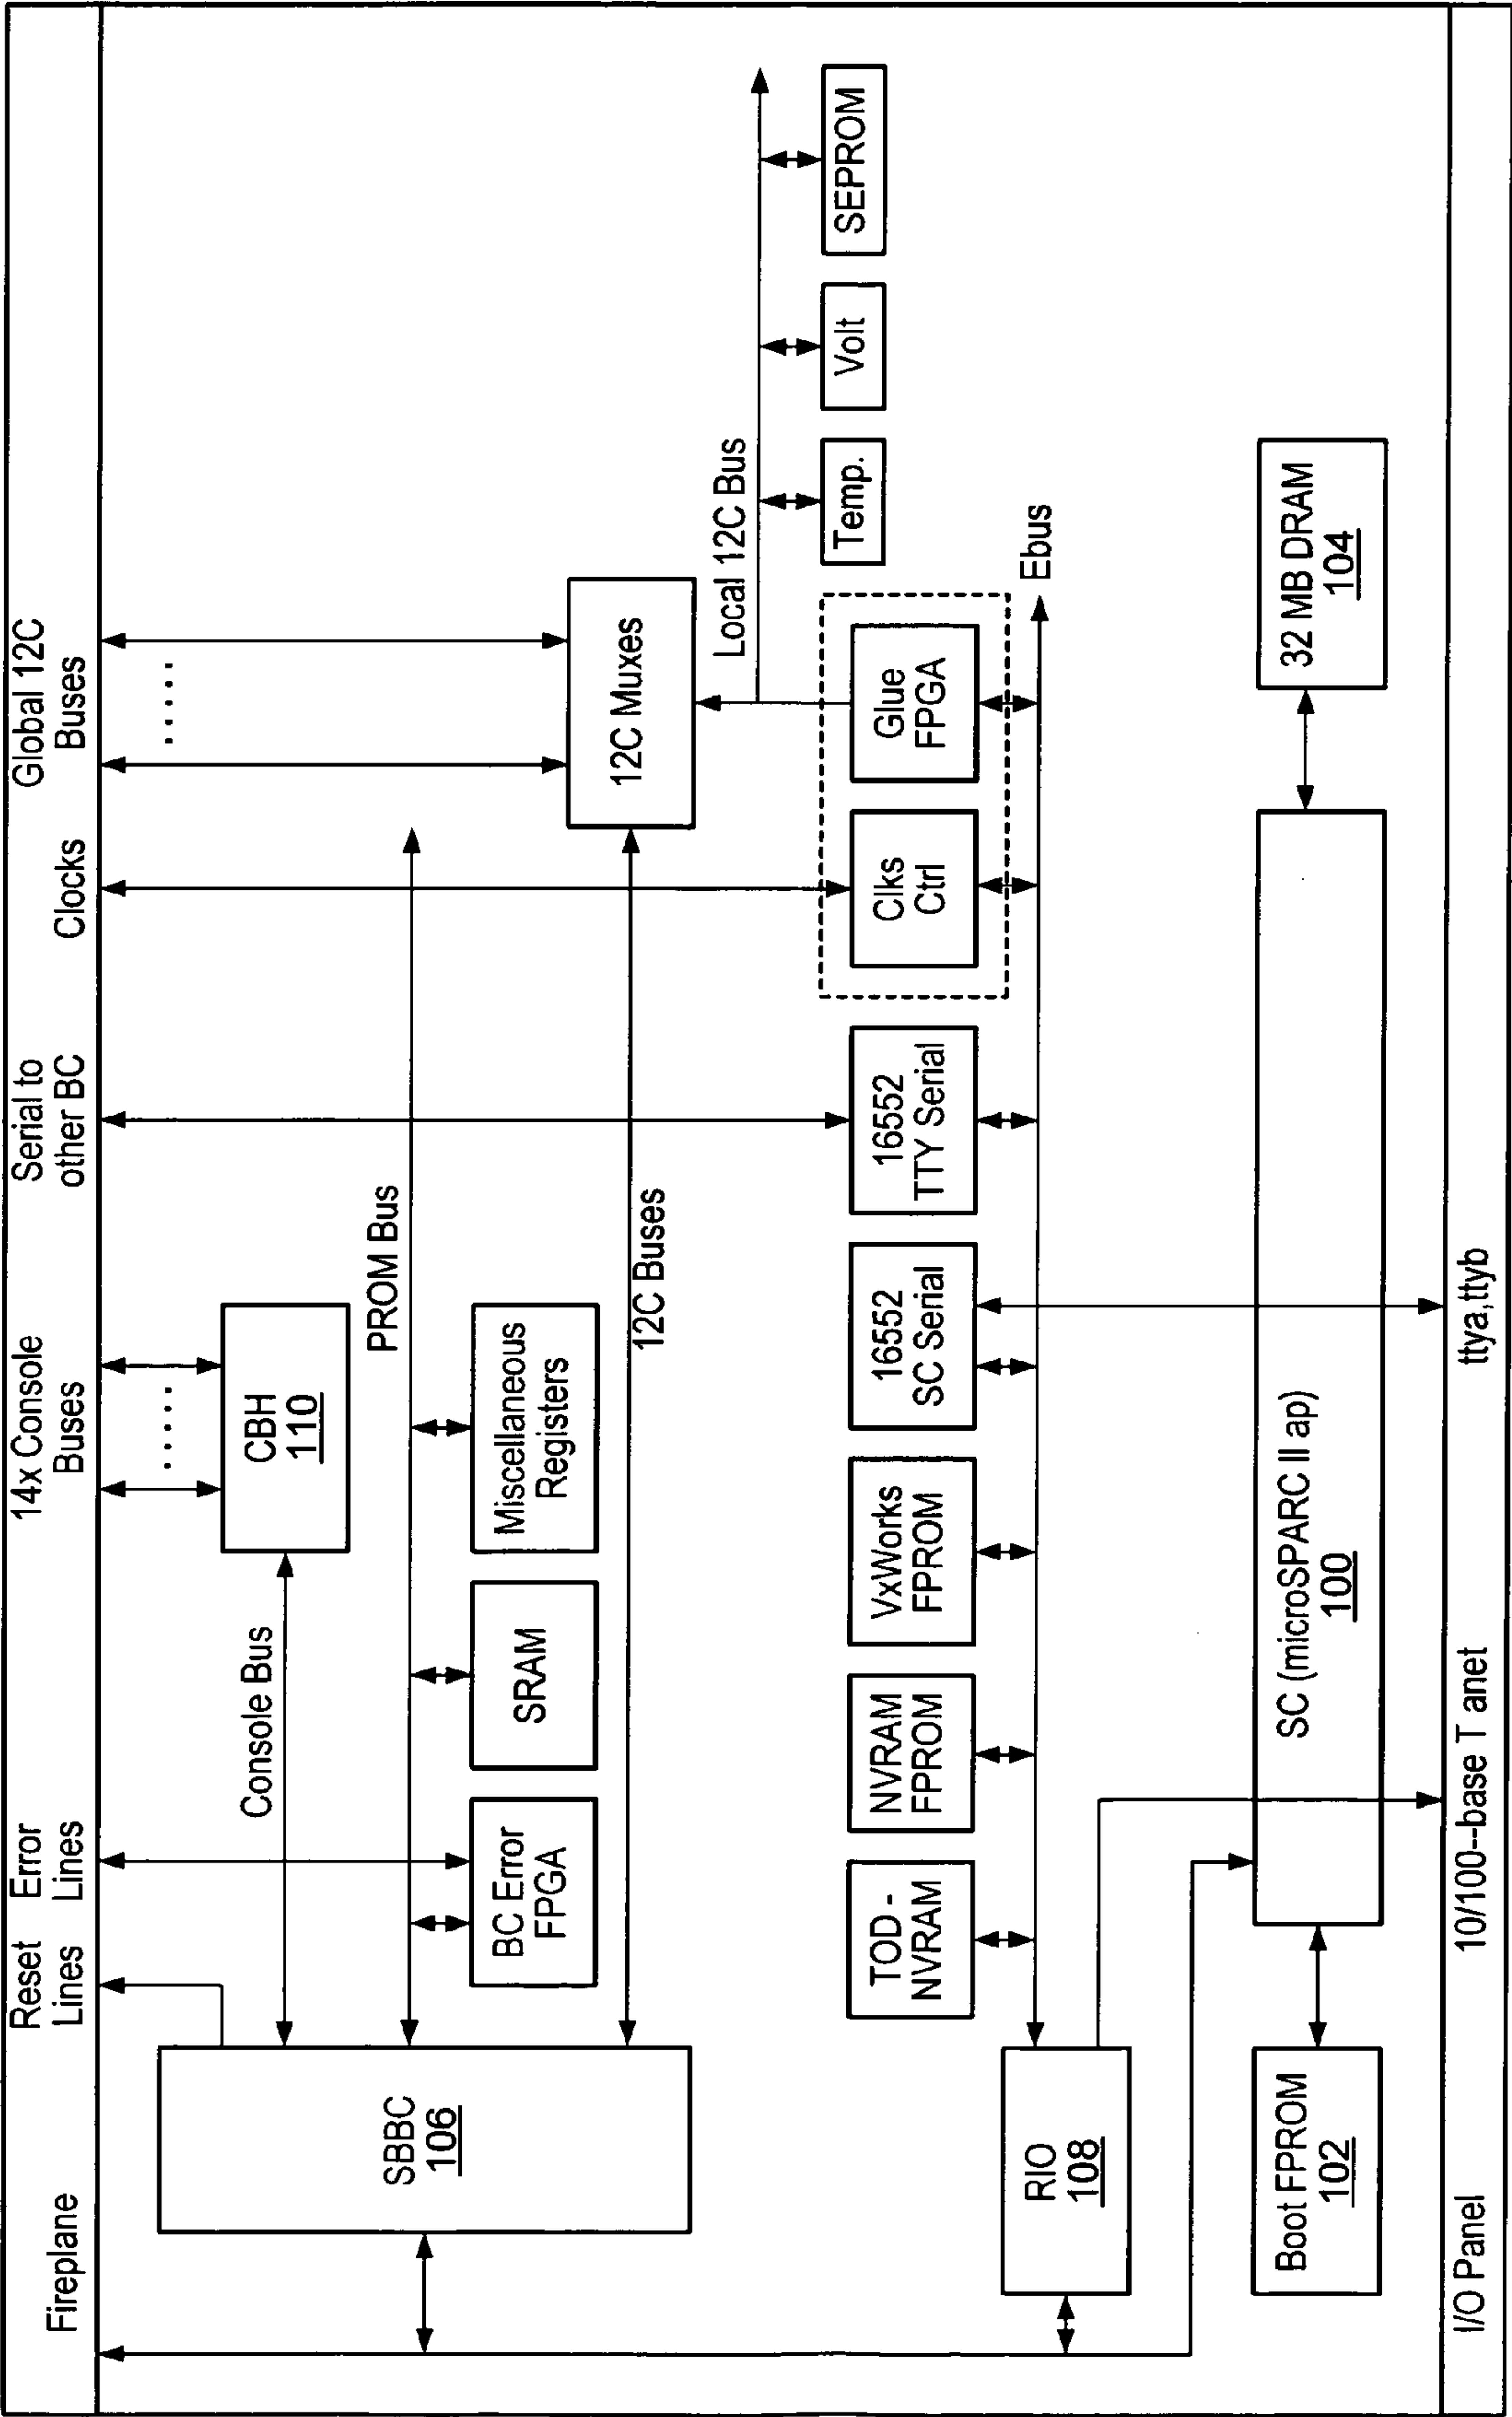 Fireplane
Reset
Lines
Error
Lines
14x Console
Buses
Serial to
other BC
Clocks
Global 12C
Buses
.....
.....
SBBC
106
Console Bus
CBH
110
PROM Bus
BC Error
FPGA
SRAM
Miscellaneous
Registers
12C Buses
12C Muxes
Local 12C Bus
Temp.
Volt
SEPROM
TOD -
NVRAM
NVRAM
FPROM
VxWorks
FPROM
16552
SC Serial
16552
TTY Serial
Clks
Ctrl
Glue
FPGA
Ebus
RIO
108
Boot FPROM
102
SC (microSPARC II ap)
100
32 MB DRAM
104
I/O Panel
10/100--base T anet
ttya,ttyb